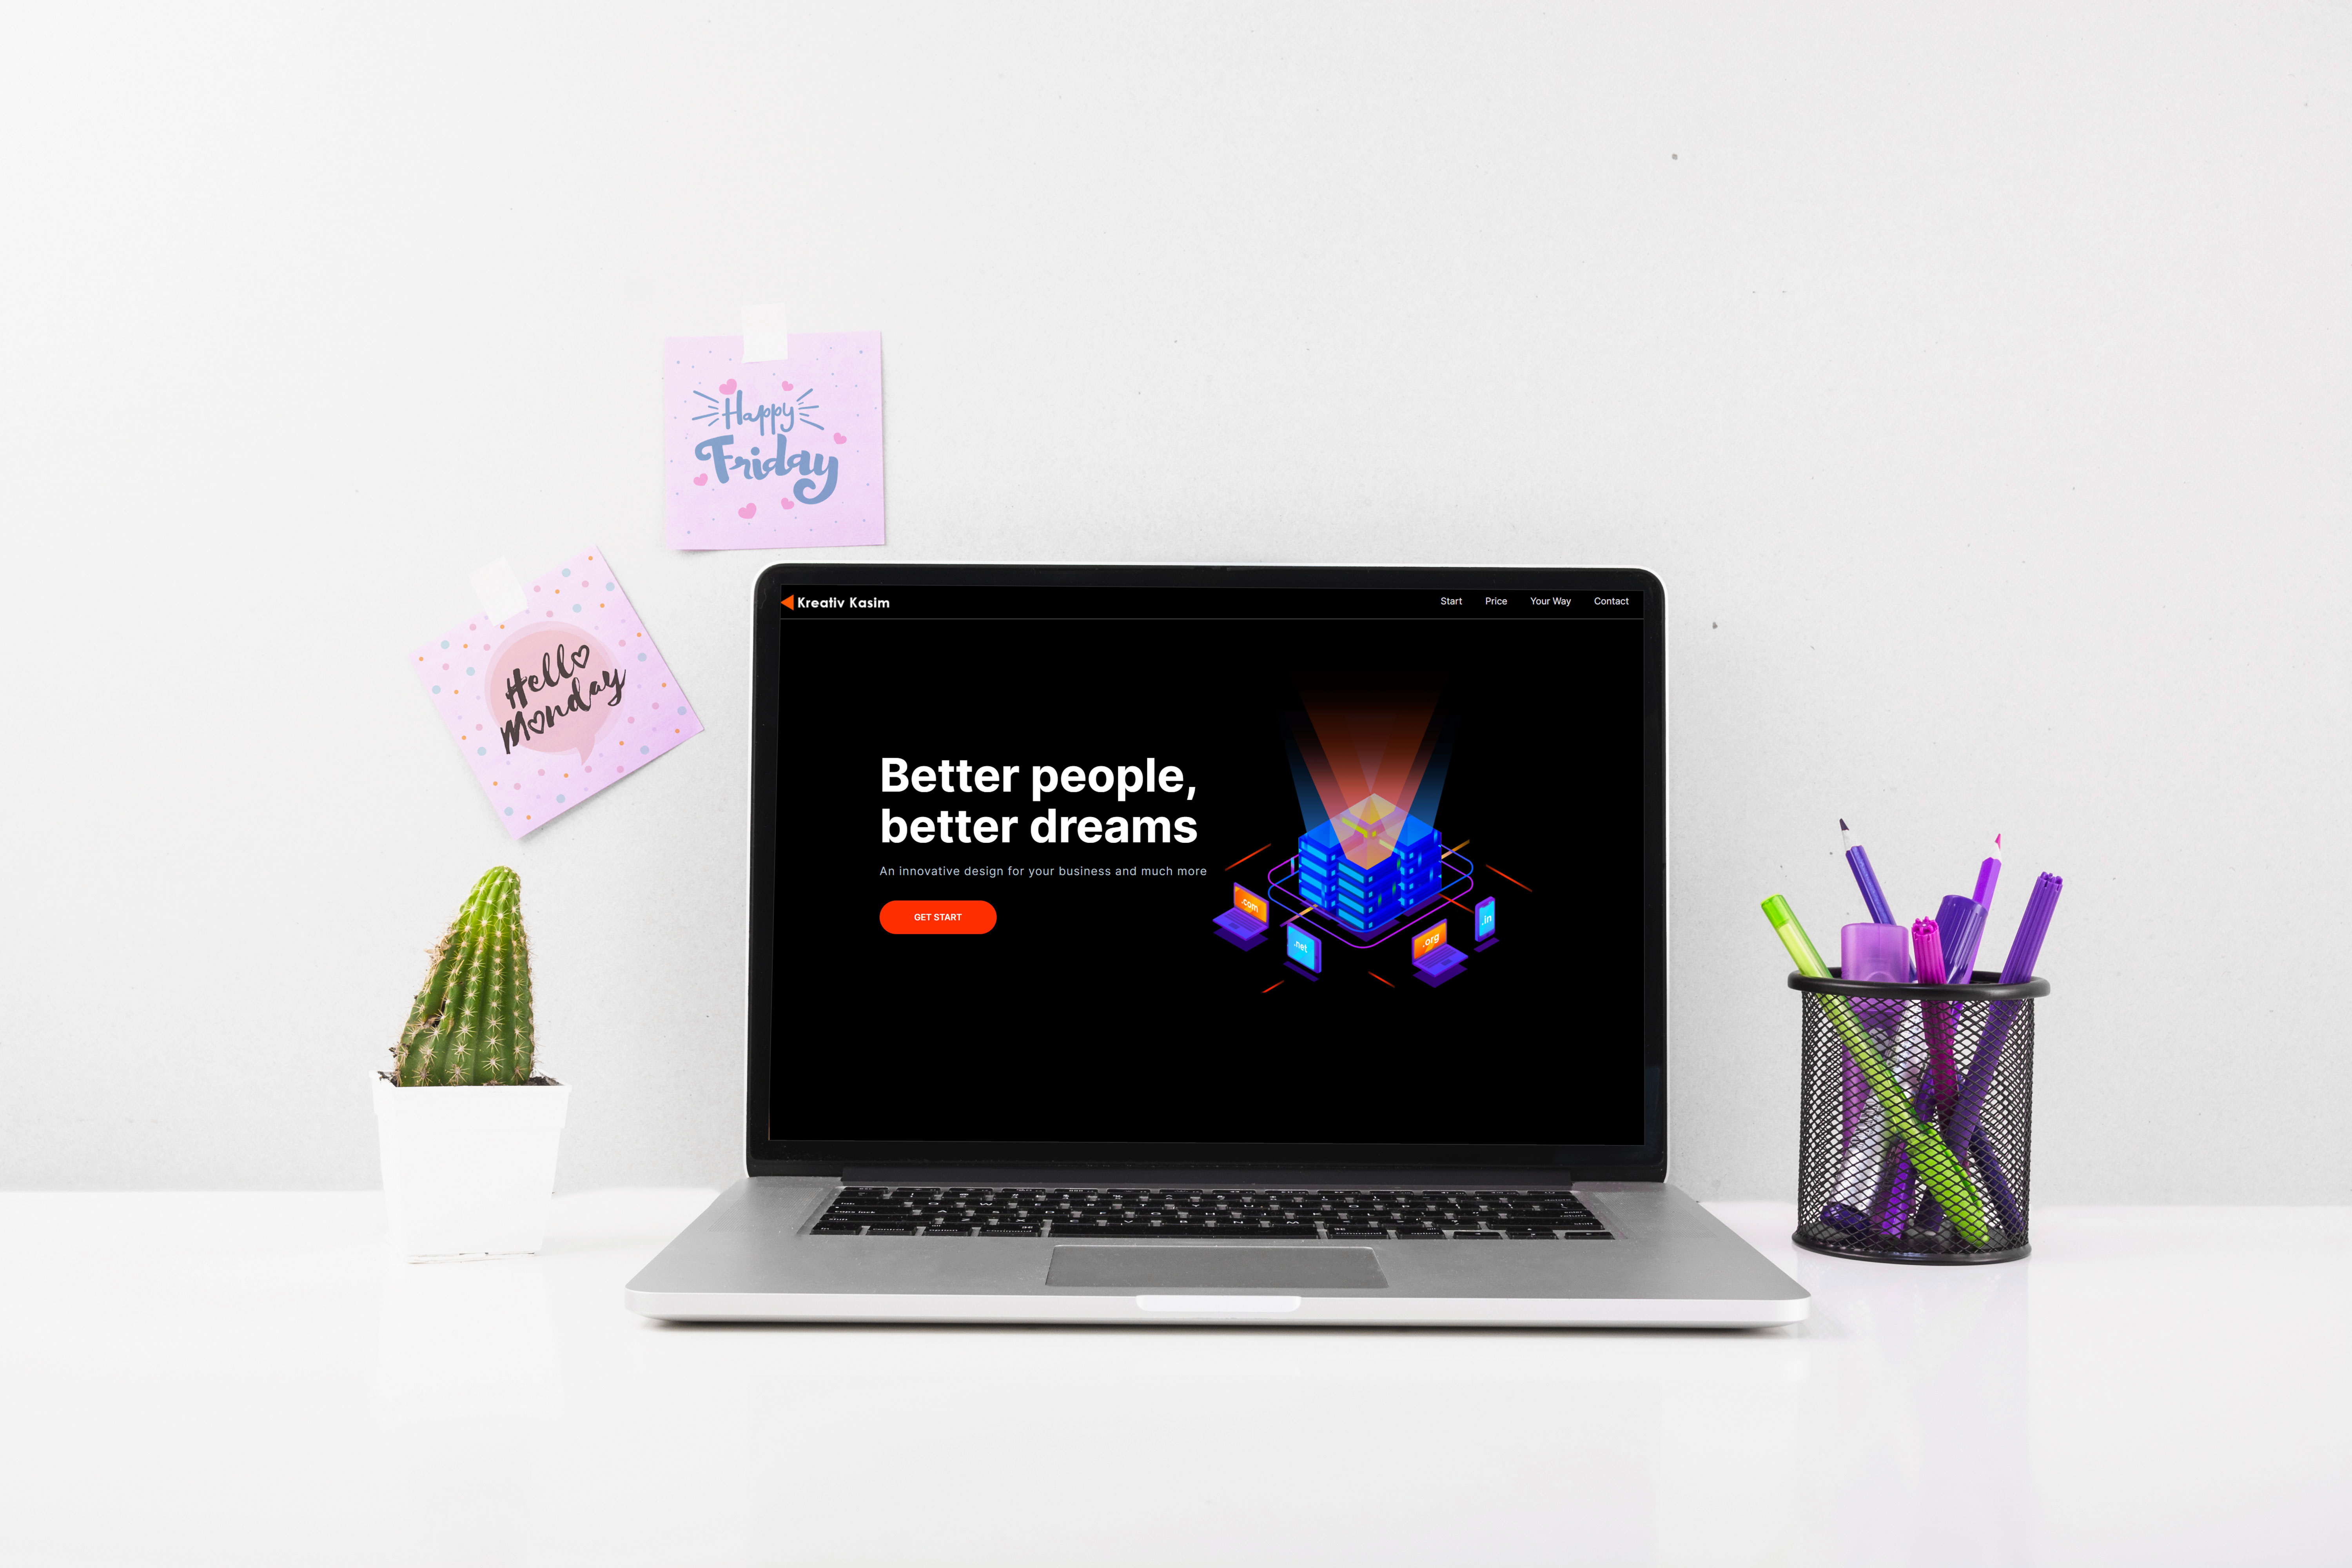 Happy
Friday
Hello
Monday
Kreativ Kasim
Start Price Your Way Contact
Better people,
better dreams
An innovative design for your business and much more
GET START
.com
.net
.org
.in